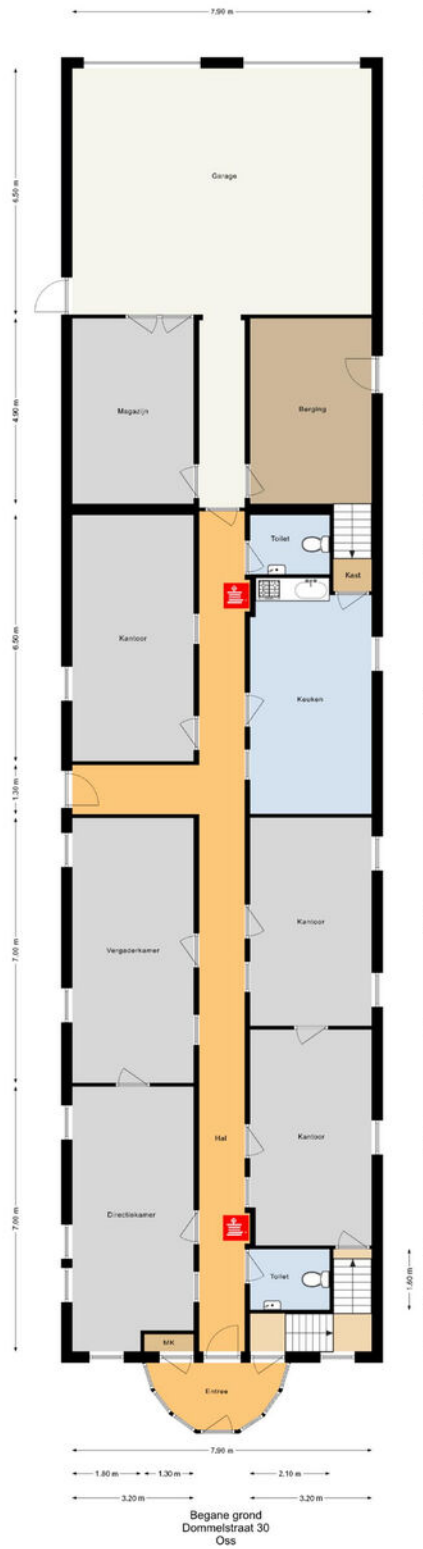 7.90 m
6.50 m
Garage
4.90 m
Magazijn
Berging
Toilet
Kast
6.50 m
Kantoor
Keuken
1.30 m
7.00 m
Vergaderkamer
Kantoor
7.00 m
Hal
Kantoor
Directiekamer
Toilet
1.60 m
MK
Entree
7.90 m
1.80 m
1.30 m
2.10 m
3.20 m
3.20 m
Begane grond
Dommelstraat 30
Oss